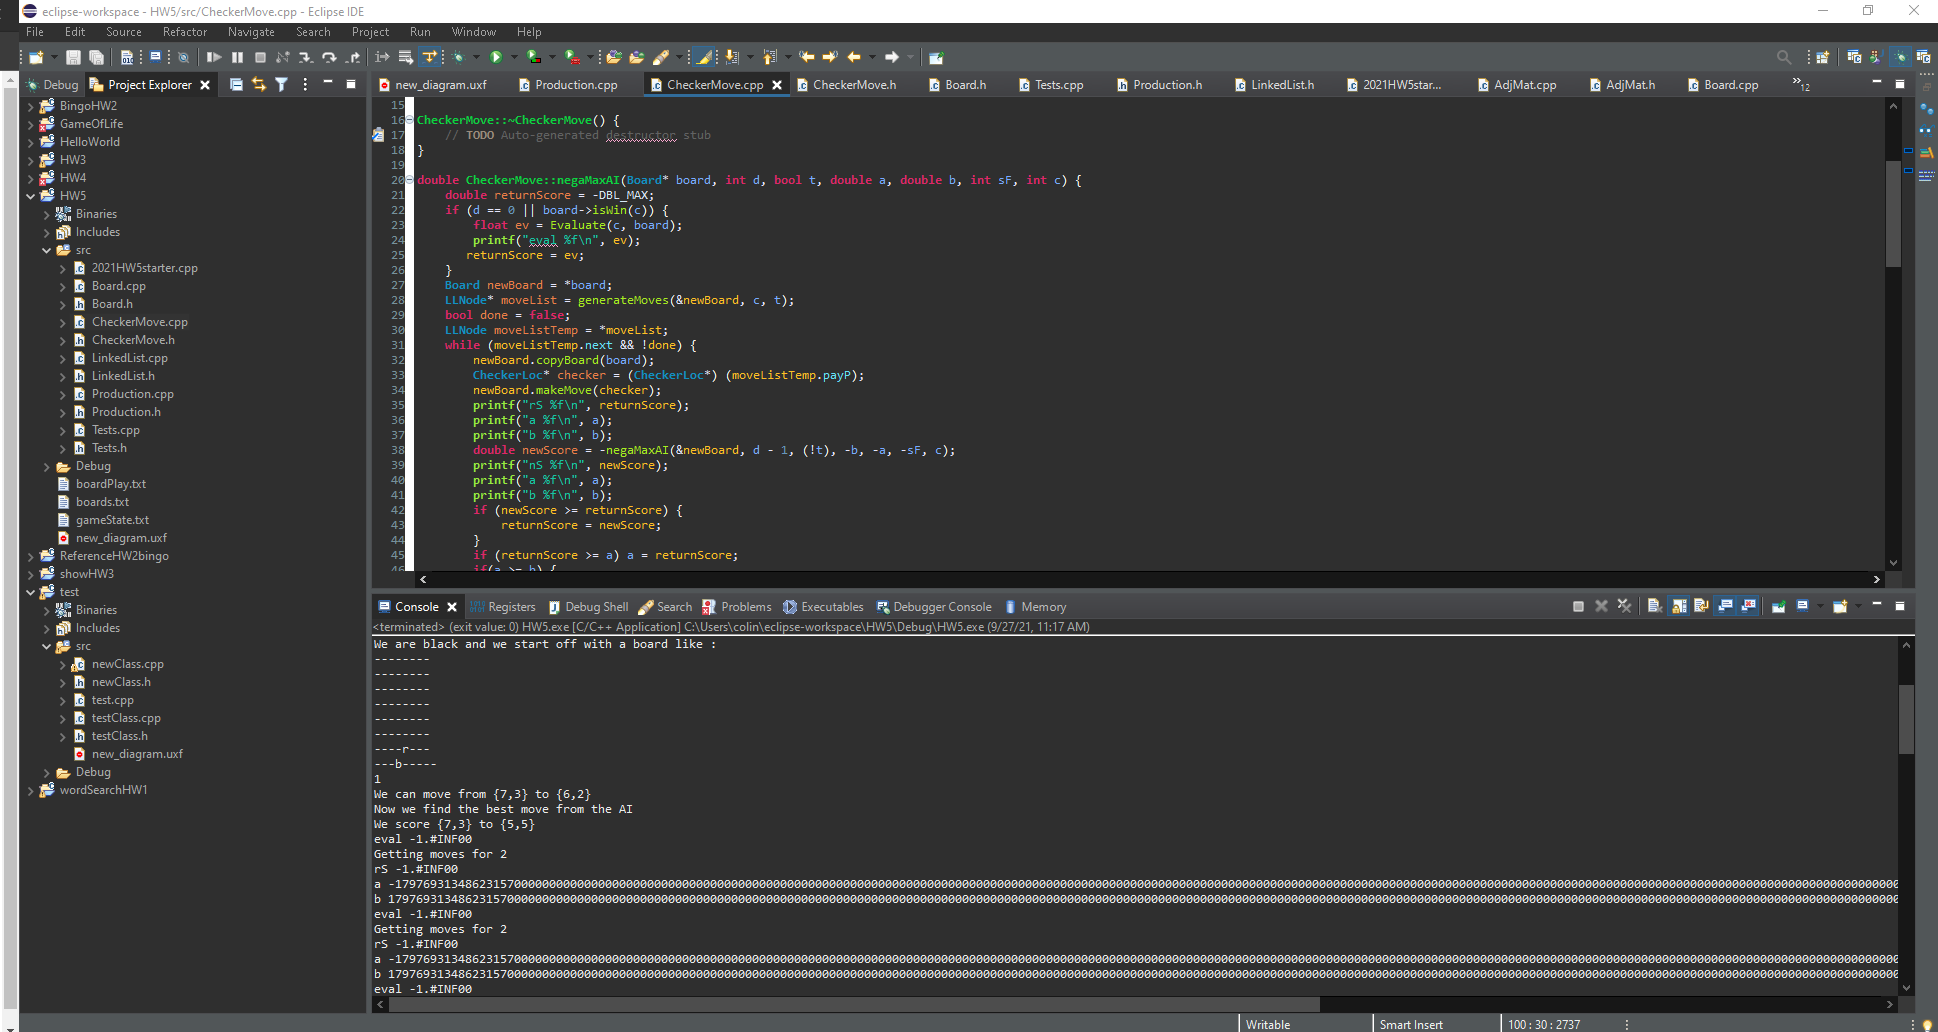 eclipse-workspace - HW5/src/CheckerMove.cpp - Eclipse IDE
File Edit Source Refactor Navigate Search Project Run Window Help
Debug Project Explorer
new_diagram.uxf Production.cpp CheckerMove.cpp CheckerMove.h Board.h Tests.cpp Production.h LinkedList.h 2021HW5star... AdjMat.cpp AdjMat.h Board.cpp »12
BingoHW2
GameOfLife
HelloWorld
HW3
HW4
HW5
Binaries
Includes
src
2021HW5starter.cpp
Board.cpp
Board.h
CheckerMove.cpp
CheckerMove.h
LinkedList.cpp
LinkedList.h
Production.cpp
Production.h
Tests.cpp
Tests.h
Debug
boardPlay.txt
boards.txt
gameState.txt
new_diagram.uxf
ReferenceHW2bingo
showHW3
test
Binaries
Includes
src
newClass.cpp
newClass.h
test.cpp
testClass.cpp
testClass.h
new_diagram.uxf
Debug
wordSearchHW1
15
16 CheckerMove::~CheckerMove() {
17 // TODO Auto-generated destructor stub
18 }
19
20 double CheckerMove::negaMaxAI(Board* board, int d, bool t, double a, double b, int sF, int c) {
21 double returnScore = -DBL_MAX;
22 if (d == 0 || board->isWin(c)) {
23 float ev = Evaluate(c, board);
24 printf("eval %f\n", ev);
25 returnScore = ev;
26 }
27 Board newBoard = *board;
28 LLNode* moveList = generateMoves(&newBoard, c, t);
29 bool done = false;
30 LLNode moveListTemp = *moveList;
31 while (moveListTemp.next && !done) {
32 newBoard.copyBoard(board);
33 CheckerLoc* checker = (CheckerLoc*) (moveListTemp.payP);
34 newBoard.makeMove(checker);
35 printf("rS %f\n", returnScore);
36 printf("a %f\n", a);
37 printf("b %f\n", b);
38 double newScore = -negaMaxAI(&newBoard, d - 1, (!t), -b, -a, -sF, c);
39 printf("nS %f\n", newScore);
40 printf("a %f\n", a);
41 printf("b %f\n", b);
42 if (newScore >= returnScore) {
43 returnScore = newScore;
44 }
45 if (returnScore >= a) a = returnScore;
46 if(a >= b) {
Console Registers Debug Shell Search Problems Executables Debugger Console Memory
<terminated> (exit value: 0) HW5.exe [C/C++ Application] C:\Users\colin\eclipse-workspace\HW5\Debug\HW5.exe (9/27/21, 11:17 AM)
We are black and we start off with a board like :
--------
--------
--------
--------
--------
--------
----r---
---b-----
1
We can move from {7,3} to {6,2}
Now we find the best move from the AI
We score {7,3} to {5,5}
eval -1.#INF00
Getting moves for 2
rS -1.#INF00
a -17976931348623157000000000000000000000000000000000000000000000000000000000000000000000000000000000000000000000000000000000000000000000000000000000000000000000000000000000000000000000000000000000000000000000000000000000
b 179769313486231570000000000000000000000000000000000000000000000000000000000000000000000000000000000000000000000000000000000000000000000000000000000000000000000000000000000000000000000000000000000000000000000000000000000
eval -1.#INF00
Getting moves for 2
rS -1.#INF00
a -17976931348623157000000000000000000000000000000000000000000000000000000000000000000000000000000000000000000000000000000000000000000000000000000000000000000000000000000000000000000000000000000000000000000000000000000000
b 179769313486231570000000000000000000000000000000000000000000000000000000000000000000000000000000000000000000000000000000000000000000000000000000000000000000000000000000000000000000000000000000000000000000000000000000000
eval -1.#INF00
Writable Smart Insert 100 : 30 : 2737